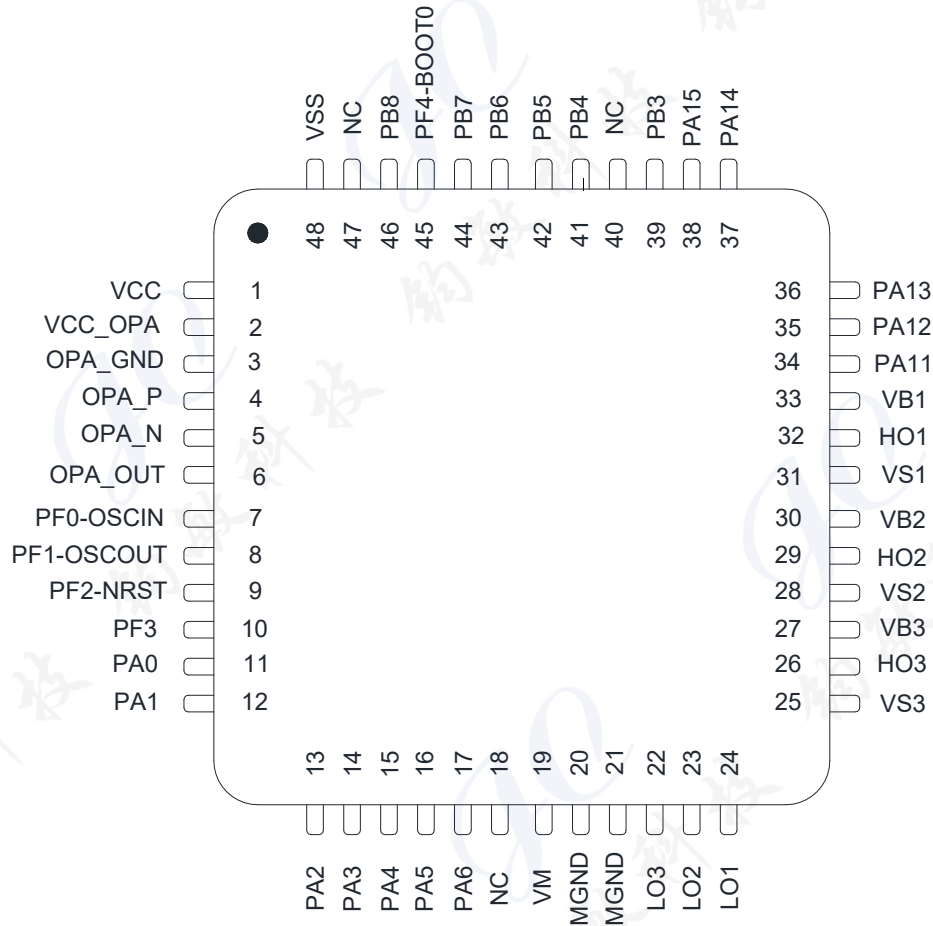 VSS
NC
PB8
PF4-BOOT0
PB7
PB6
PB5
PB4
NC
PB3
PA15
PA14
48
47
46
45
44
43
42
41
40
39
38
37
VCC 1
VCC_OPA 2
OPA_GND 3
OPA_P 4
OPA_N 5
OPA_OUT 6
PF0-OSCIN 7
PF1-OSCOUT 8
PF2-NRST 9
PF3 10
PA0 11
PA1 12
36 PA13
35 PA12
34 PA11
33 VB1
32 HO1
31 VS1
30 VB2
29 HO2
28 VS2
27 VB3
26 HO3
25 VS3
13
14
15
16
17
18
19
20
21
22
23
24
PA2
PA3
PA4
PA5
PA6
NC
VM
MGND
MGND
LO3
LO2
LO1